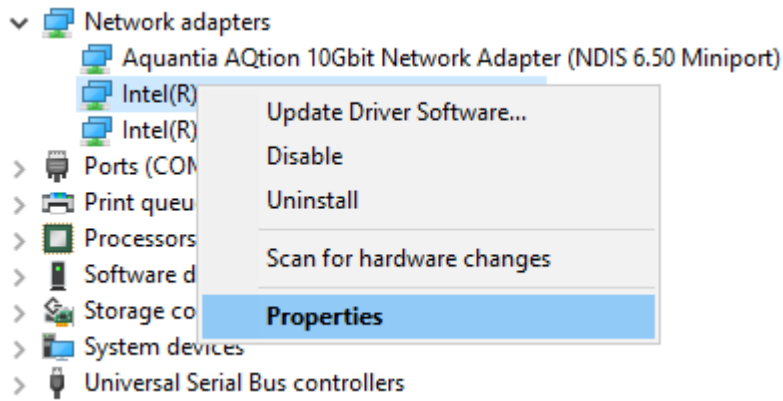 Network adapters
Aquantia AQtion 10Gbit Network Adapter (NDIS 6.50 Miniport)
Intel(R)
Update Driver Software...
Intel(R)
Disable
Ports (COM
Print queu
Uninstall
Processors
Scan for hardware changes
Software d
Storage co
Properties
System devices
Universal Serial Bus controllers